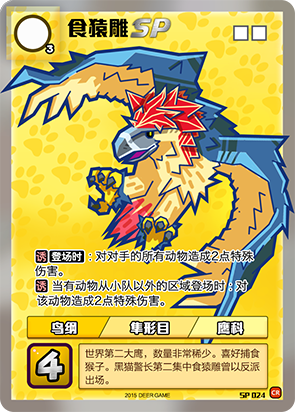 食猿雕SP
3
诱 登场时：对对手的所有动物造成2点特殊
伤害。
诱 当有动物从小队以外的区域登场时：对
该动物造成2点特殊伤害。
鸟纲 隼形目 鹰科
4
世界第二大鹰，数量非常稀少。喜好捕食
猴子。黑猫警长第二集中食猿雕曾以反派
出场。
2015 DEER GAME
SP 024 CR